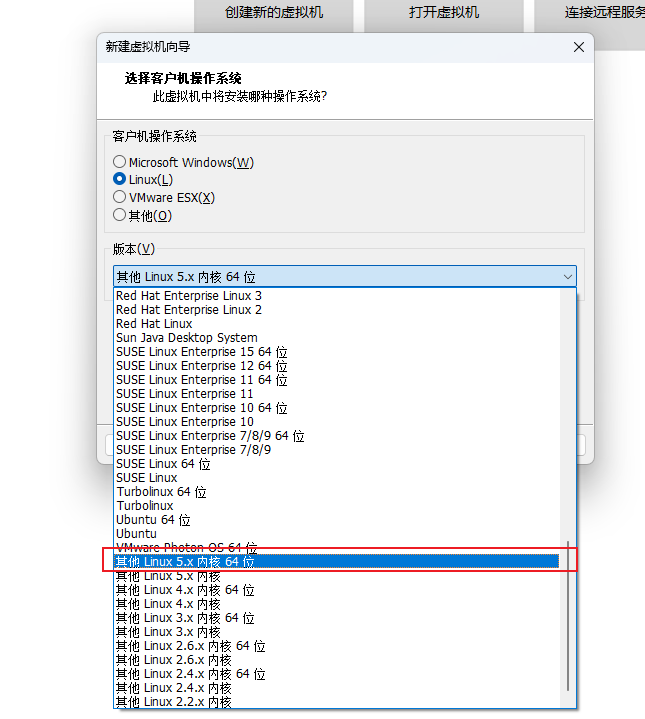 创建新的虚拟机 打开虚拟机 连接远程服务
新建虚拟机向导
选择客户机操作系统
此虚拟机中将安装哪种操作系统?
客户机操作系统
Microsoft Windows(W)
Linux(L)
VMware ESX(X)
其他(O)
版本(V)
其他 Linux 5.x 内核 64 位
Red Hat Enterprise Linux 3
Red Hat Enterprise Linux 2
Red Hat Linux
Sun Java Desktop System
SUSE Linux Enterprise 15 64 位
SUSE Linux Enterprise 12 64 位
SUSE Linux Enterprise 11 64 位
SUSE Linux Enterprise 11
SUSE Linux Enterprise 10 64 位
SUSE Linux Enterprise 10
SUSE Linux Enterprise 7/8/9 64 位
SUSE Linux Enterprise 7/8/9
SUSE Linux 64 位
SUSE Linux
Turbolinux 64 位
Turbolinux
Ubuntu 64 位
Ubuntu
VMware Photon OS 64 位
其他 Linux 5.x 内核 64 位
其他 Linux 5.x 内核
其他 Linux 4.x 内核 64 位
其他 Linux 4.x 内核
其他 Linux 3.x 内核 64 位
其他 Linux 3.x 内核
其他 Linux 2.6.x 内核 64 位
其他 Linux 2.6.x 内核
其他 Linux 2.4.x 内核 64 位
其他 Linux 2.4.x 内核
其他 Linux 2.2.x 内核